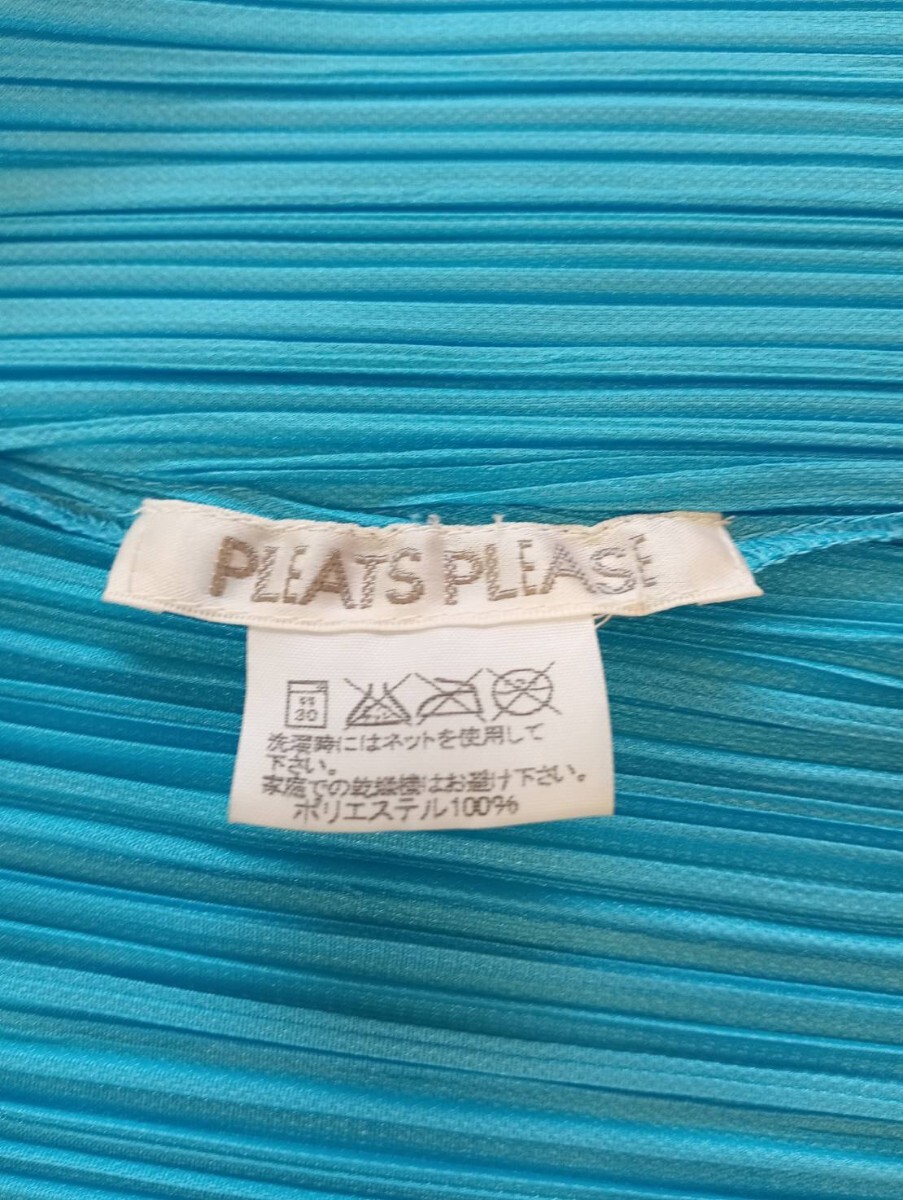 PLEATS PLEASE
弱 30
洗濯時にはネットを使用して
下さい。
家庭での乾燥機はお避け下さい。
ポリエステル100%